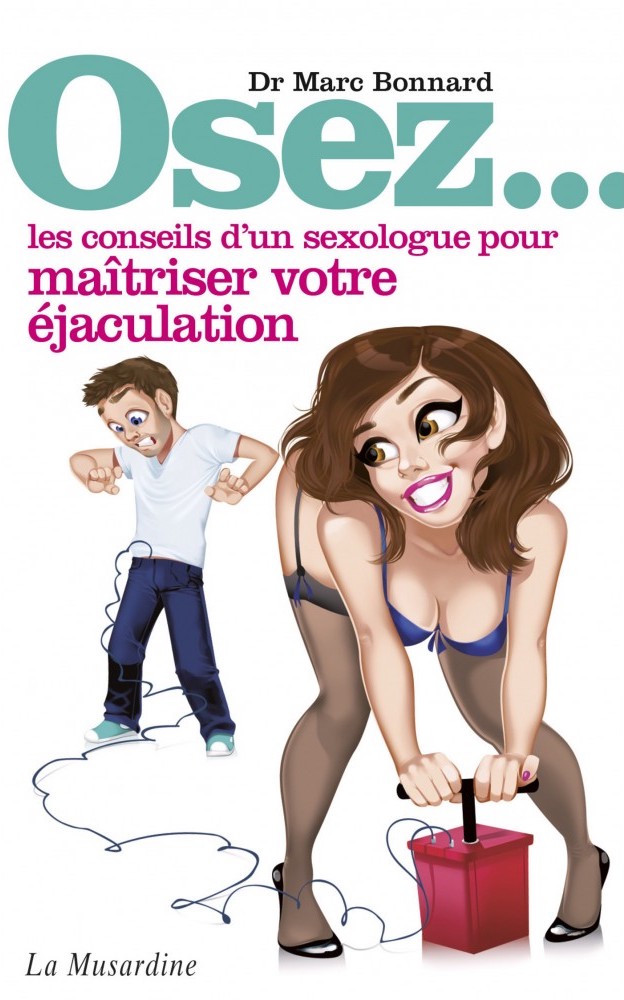 Dr Marc Bonnard
Osez...
les conseils d'un sexologue pour
maîtriser votre
éjaculation
La Musardine